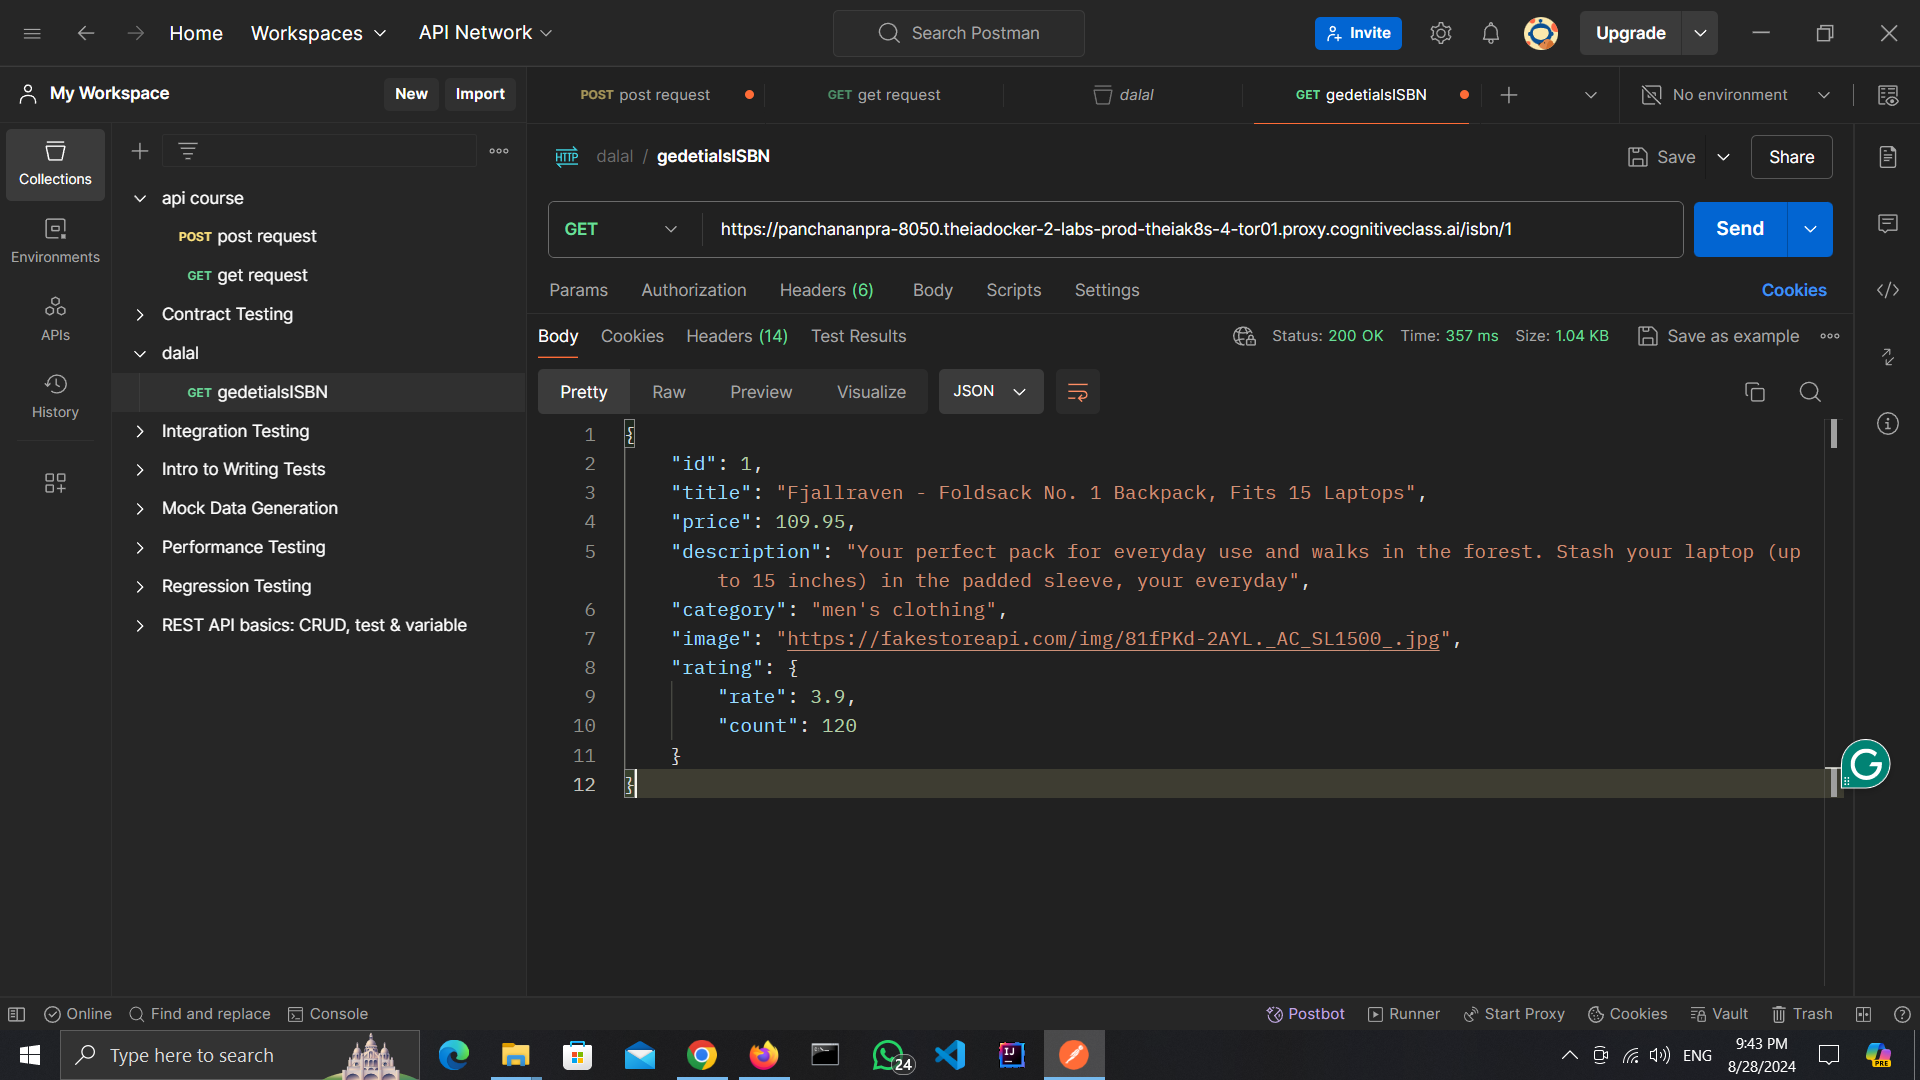 Home
Workspaces
API Network
Search Postman
Invite
Upgrade
My Workspace
New
Import
POST post request
GET get request
dalal
GET gedetialsISBN
No environment
Collections
Environments
APIs
History
api course
POST post request
GET get request
Contract Testing
dalal
GET gedetialsISBN
Integration Testing
Intro to Writing Tests
Mock Data Generation
Performance Testing
Regression Testing
REST API basics: CRUD, test & variable
HTTP dalal / gedetialsISBN
Save
Share
GET
https://panchananpra-8050.theiadocker-2-labs-prod-theiak8s-4-tor01.proxy.cognitiveclass.ai/isbn/1
Send
Params Authorization Headers (6) Body Scripts Settings Cookies
Body Cookies Headers (14) Test Results
Status: 200 OK Time: 357 ms Size: 1.04 KB Save as example
Pretty Raw Preview Visualize JSON
1 {
2 "id": 1,
3 "title": "Fjallraven - Foldsack No. 1 Backpack, Fits 15 Laptops",
4 "price": 109.95,
5 "description": "Your perfect pack for everyday use and walks in the forest. Stash your laptop (up
to 15 inches) in the padded sleeve, your everyday",
6 "category": "men's clothing",
7 "image": "https://fakestoreapi.com/img/81fPKd-2AYL._AC_SL1500_.jpg",
8 "rating": {
9 "rate": 3.9,
10 "count": 120
11 }
12 }
G
Online
Find and replace
Console
Postbot
Runner
Start Proxy
Cookies
Vault
Trash
Type here to search
24
IJ
ENG
9:43 PM
8/28/2024
PRE